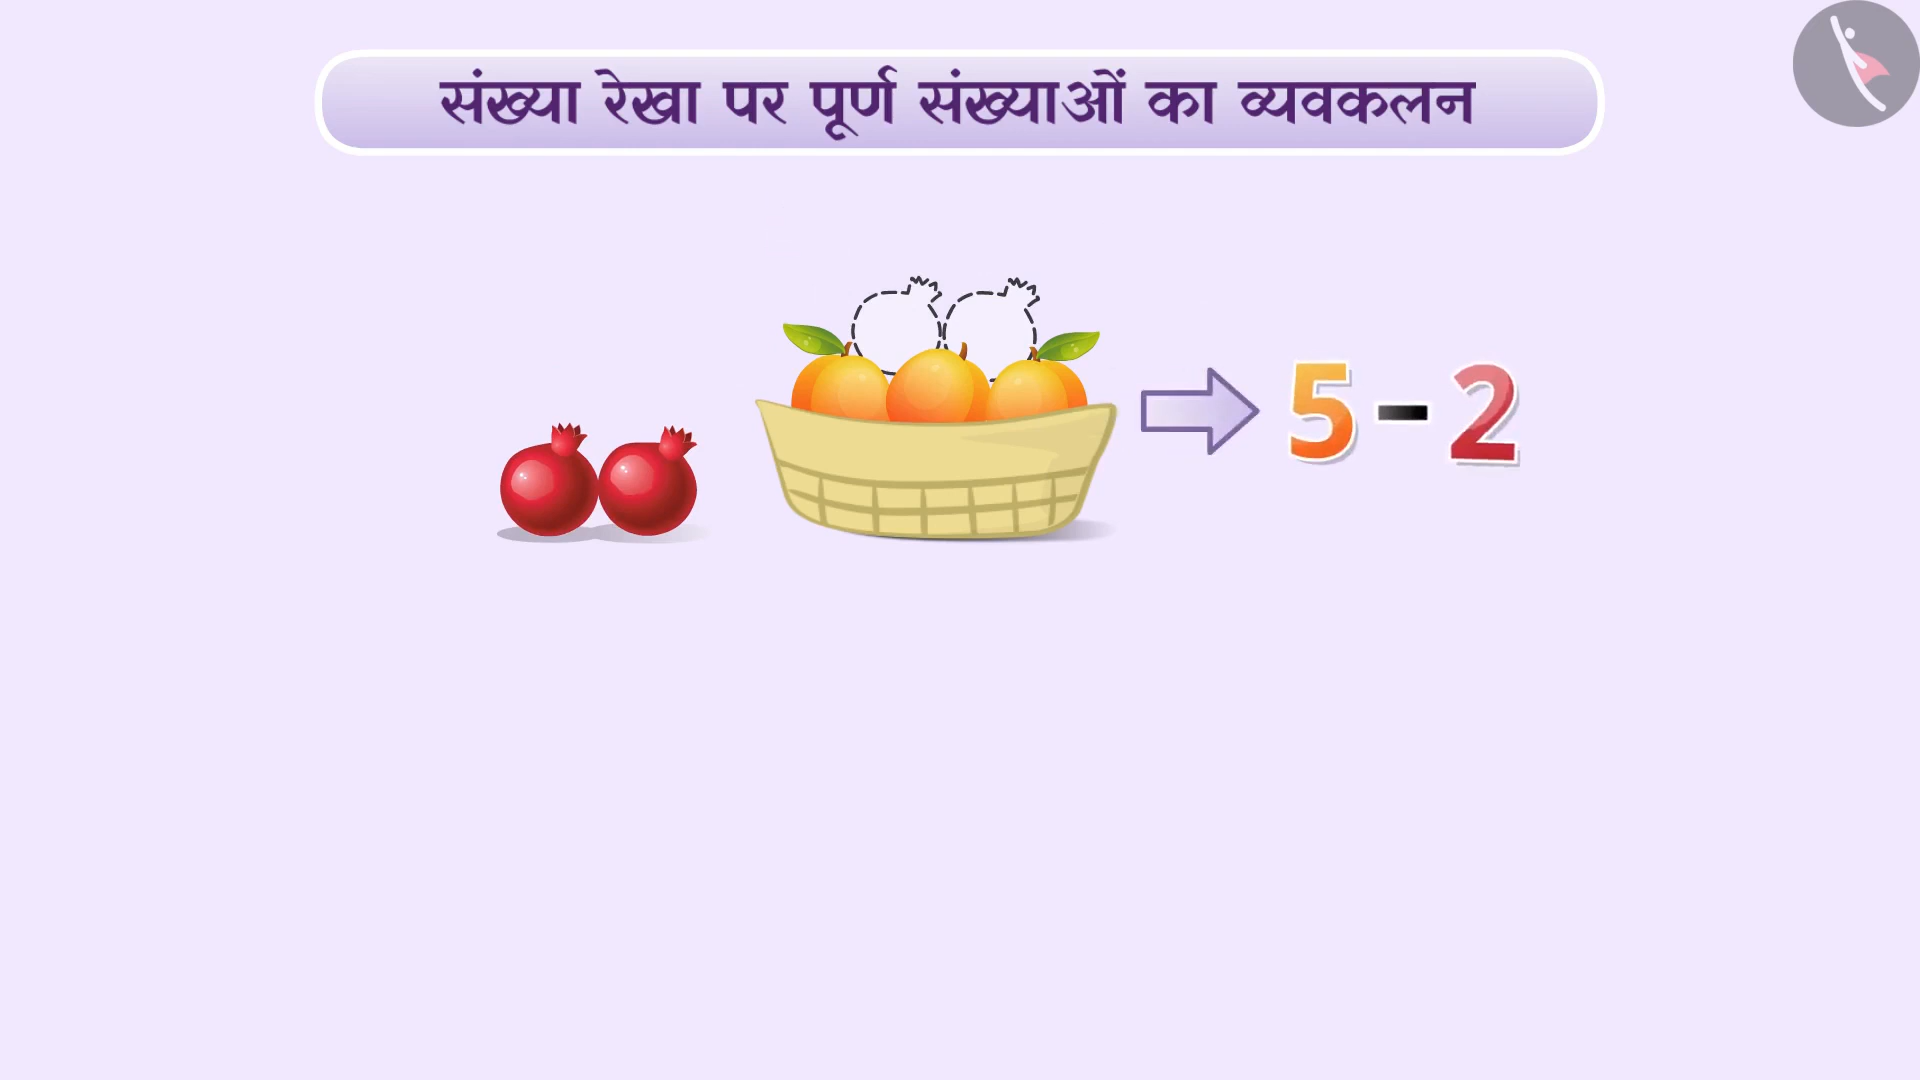 संख्या रेखा पर पूर्ण संख्याओं का व्यवकलन
5-2